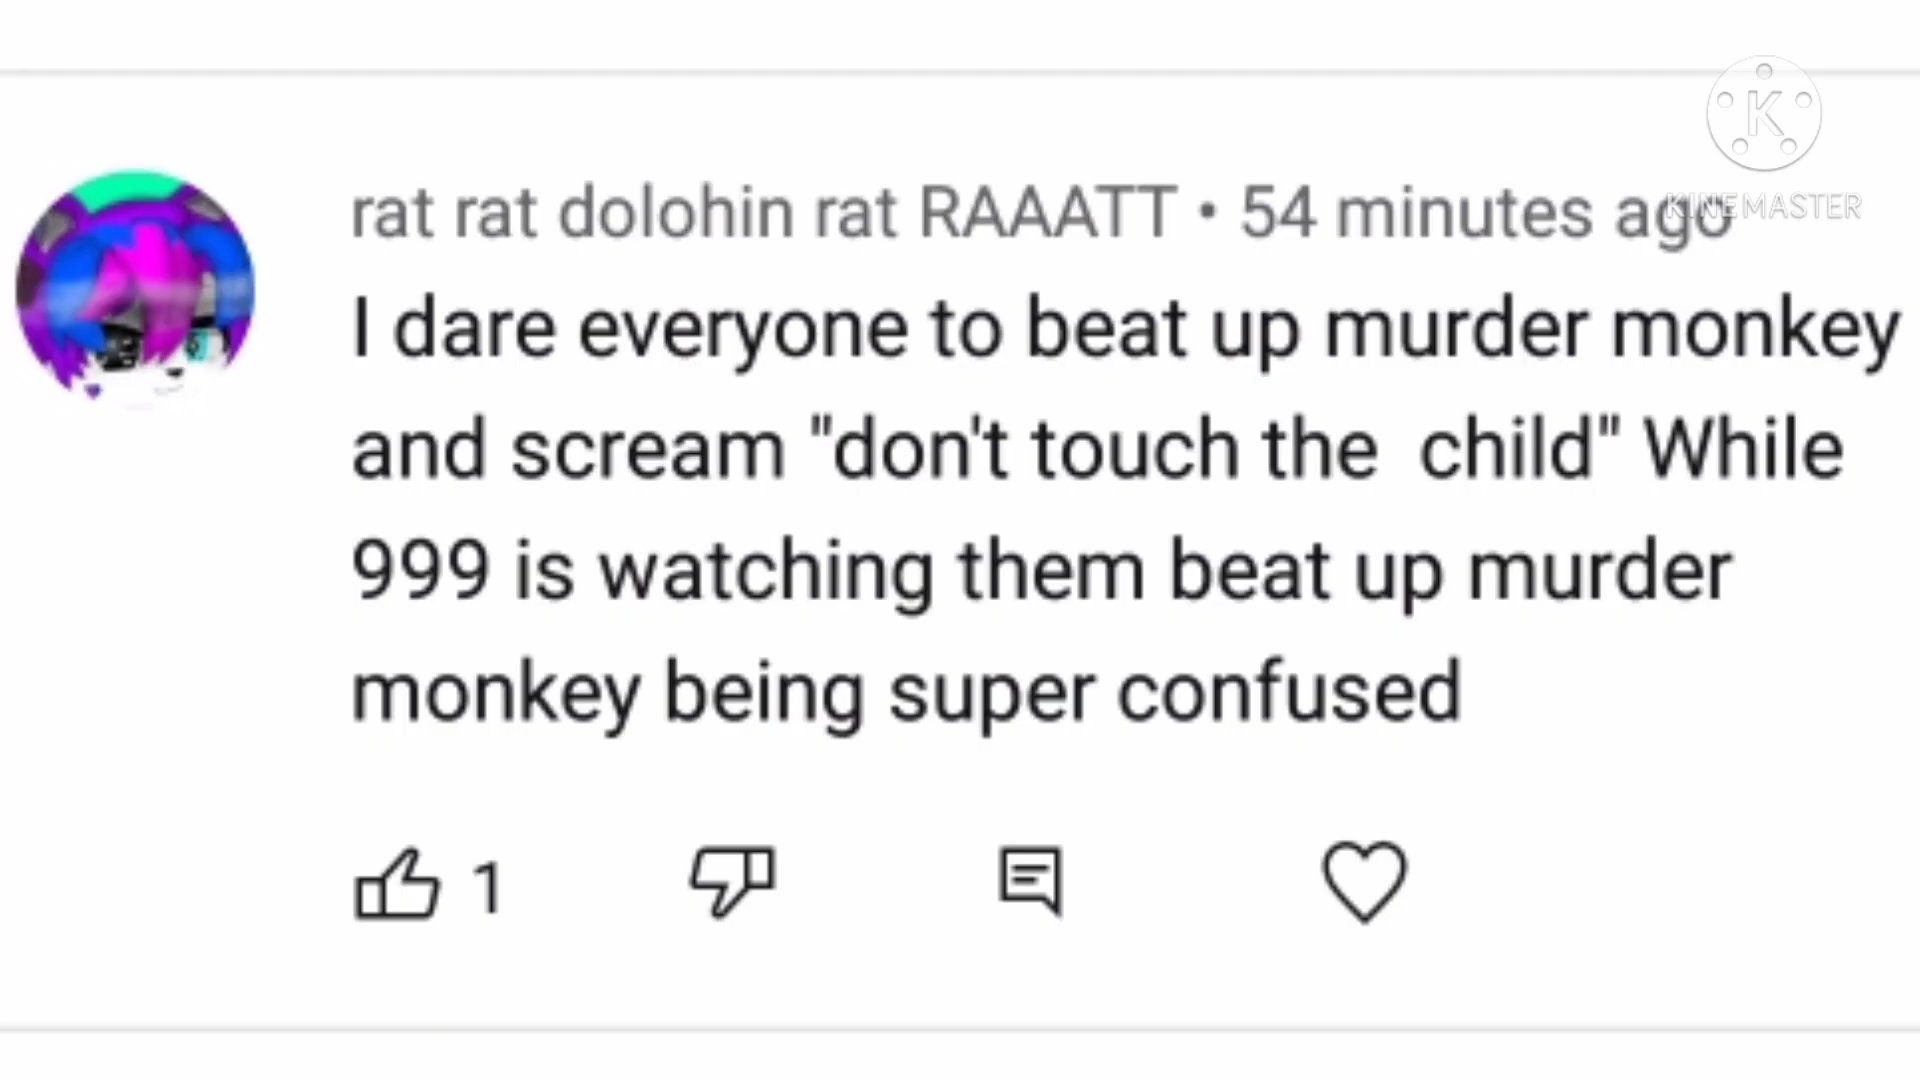 rat rat dolohin rat RAAATT • 54 minutes ago
KINEMASTER
I dare everyone to beat up murder monkey
and scream "don't touch the child" While
999 is watching them beat up murder
monkey being super confused
1